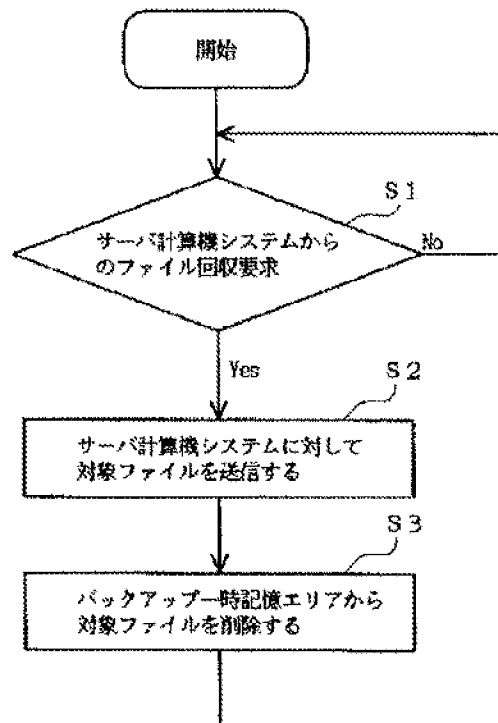 開始
S1
サーバ計算機システムから
のファイル回収要求
No
Yes
S2
サーバ計算機システムに対して
対象ファイルを送信する
S3
バックアップ一時記憶エリアから
対象ファイルを削除する